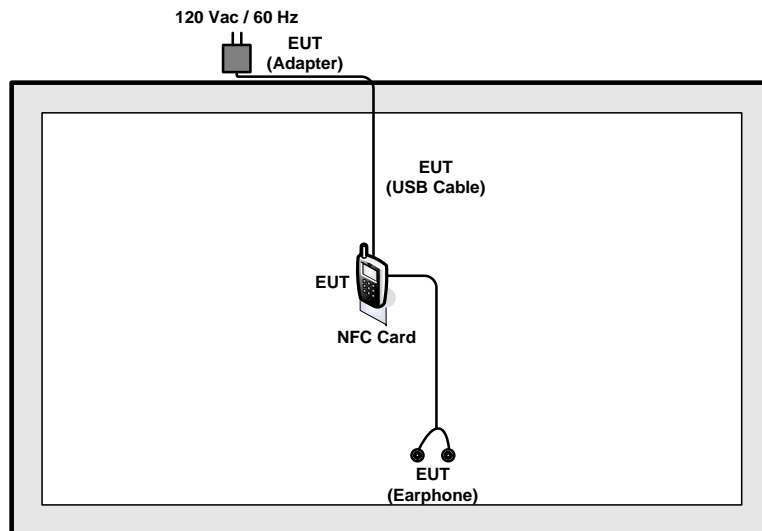 120 Vac / 60 Hz
EUT
(Adapter)
EUT
(USB Cable)
EUT
NFC Card
EUT
(Earphone)